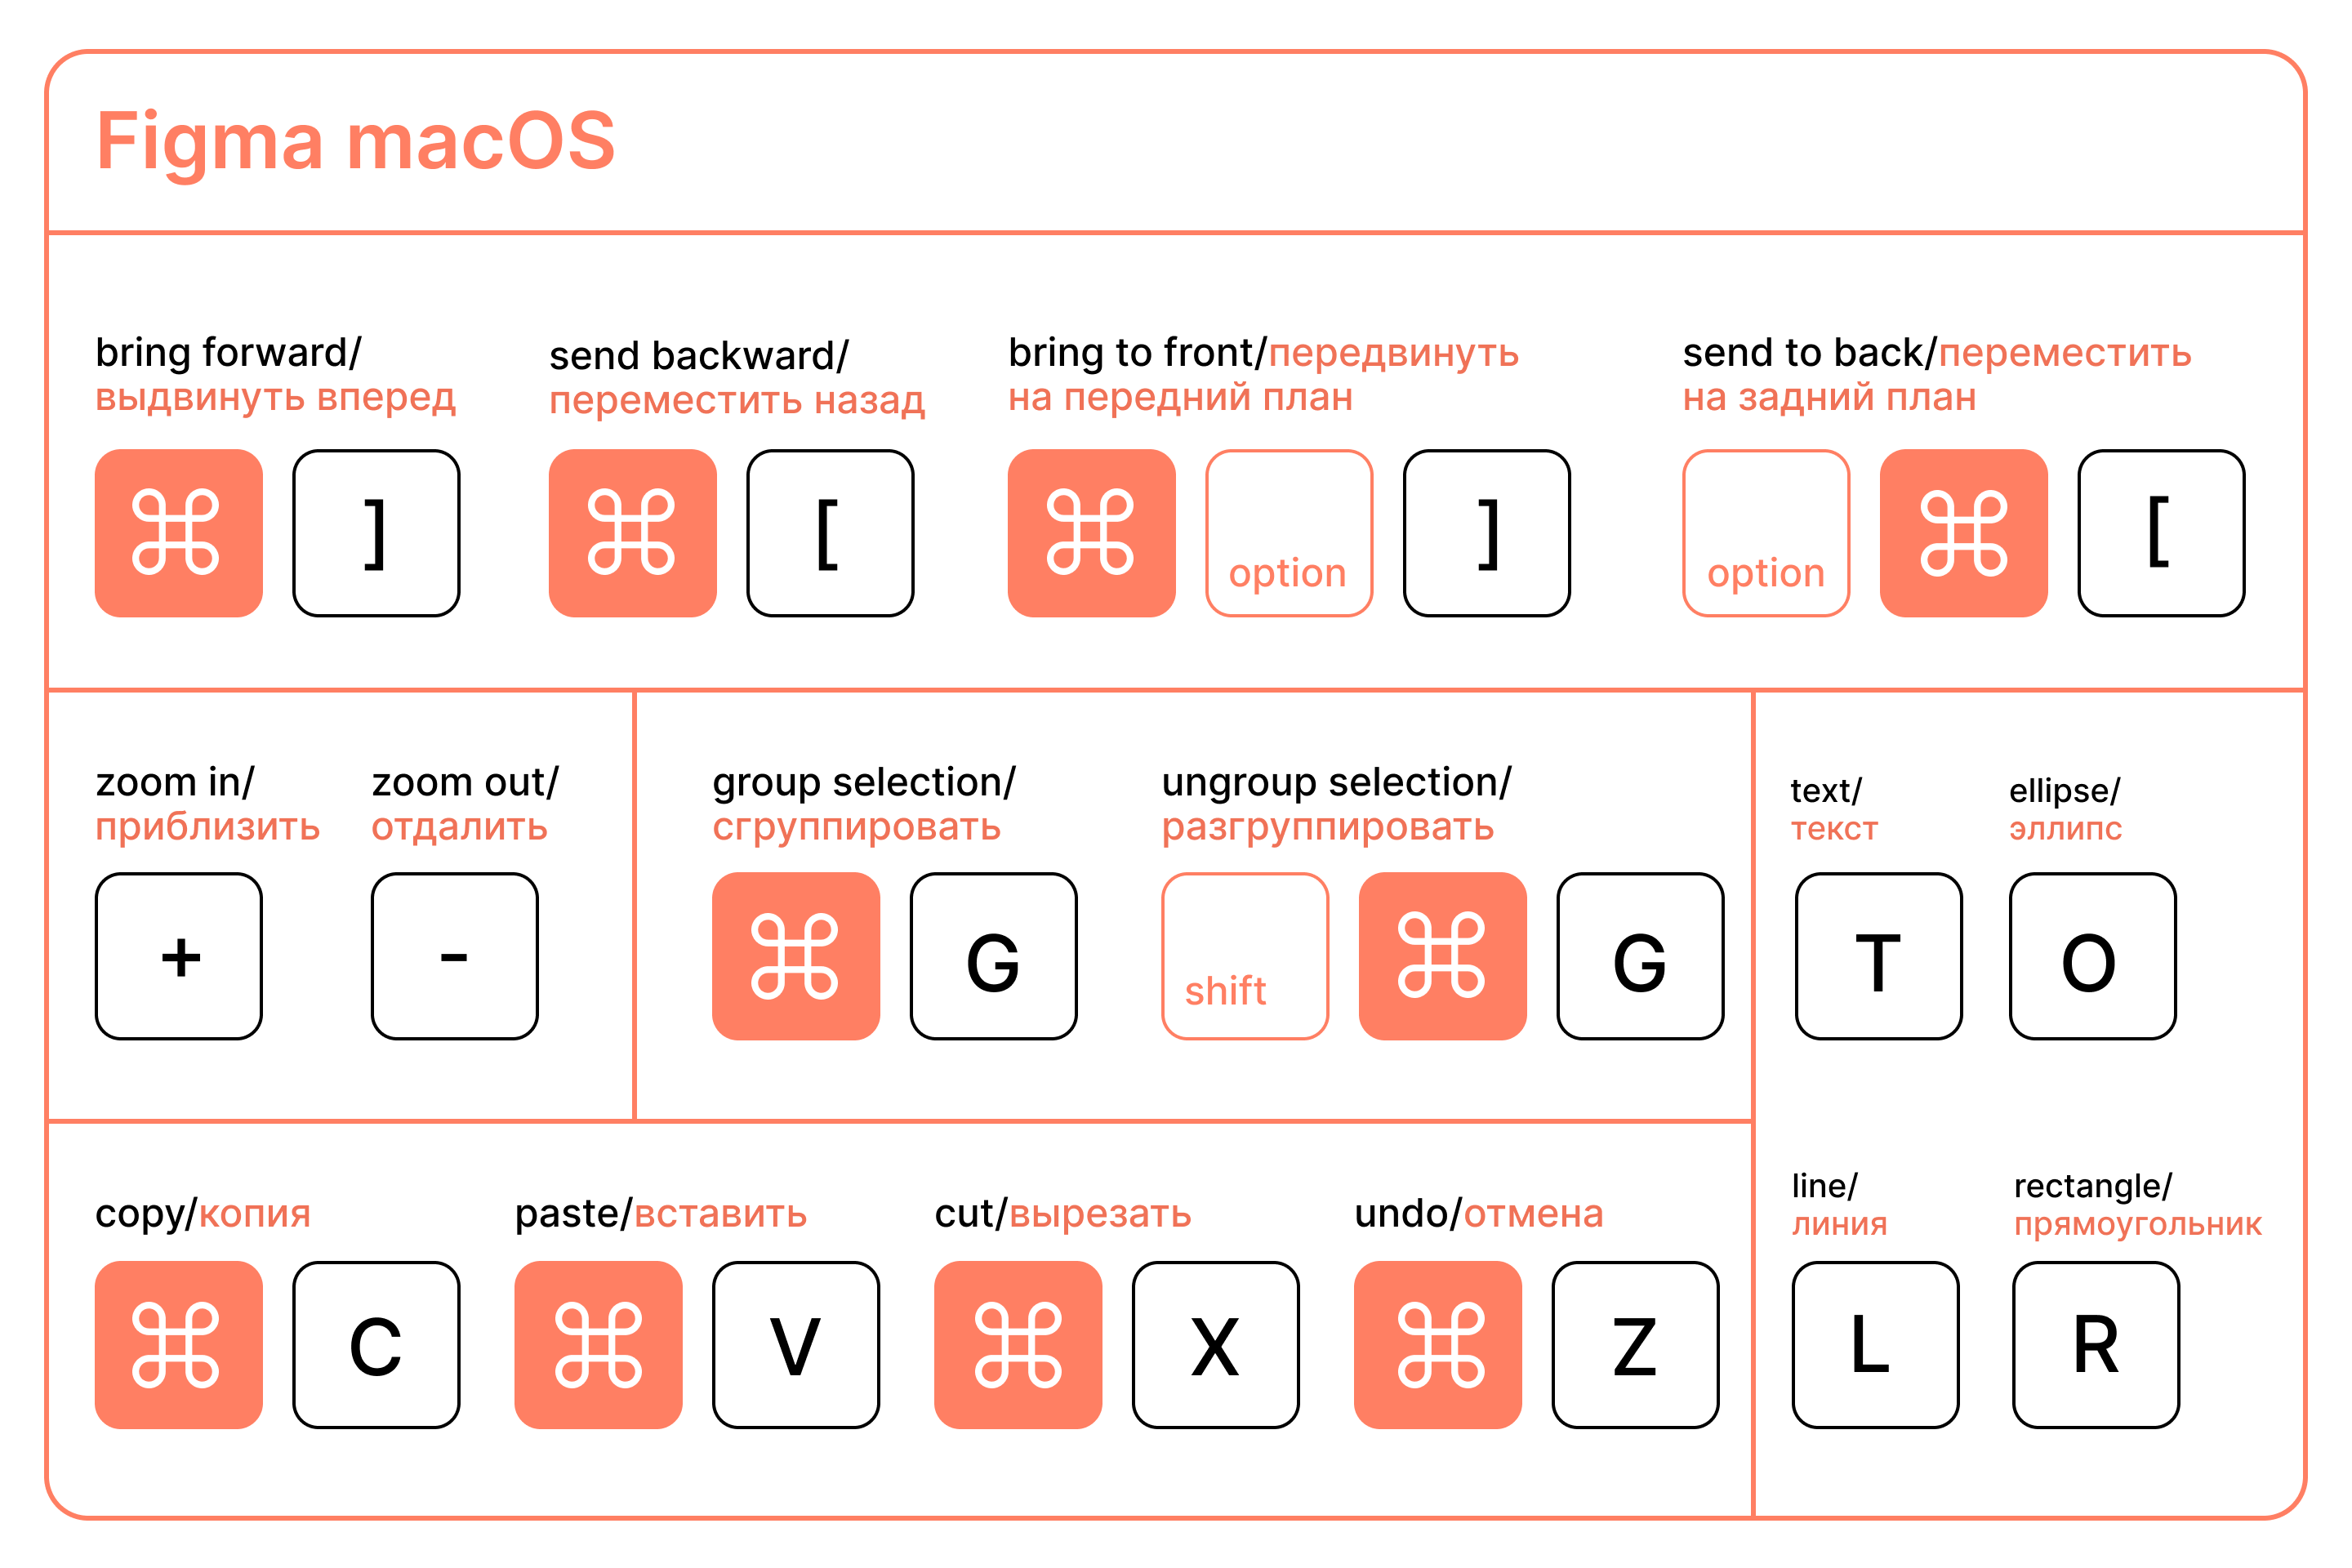 Figma macOS
bring forward/
выдвинуть вперед
⌘ ]
send backward/
переместить назад
⌘ [
bring to front/передвинуть
на передний план
⌘ option ]
send to back/переместить
на задний план
option ⌘ [
zoom in/
приблизить
+
zoom out/
отдалить
-
group selection/
сгруппировать
⌘ G
ungroup selection/
разгруппировать
shift ⌘ G
text/
текст
T
ellipse/
эллипс
O
copy/копия
⌘ C
paste/вставить
⌘ V
cut/вырезать
⌘ X
undo/отмена
⌘ Z
line/
линия
L
rectangle/
прямоугольник
R